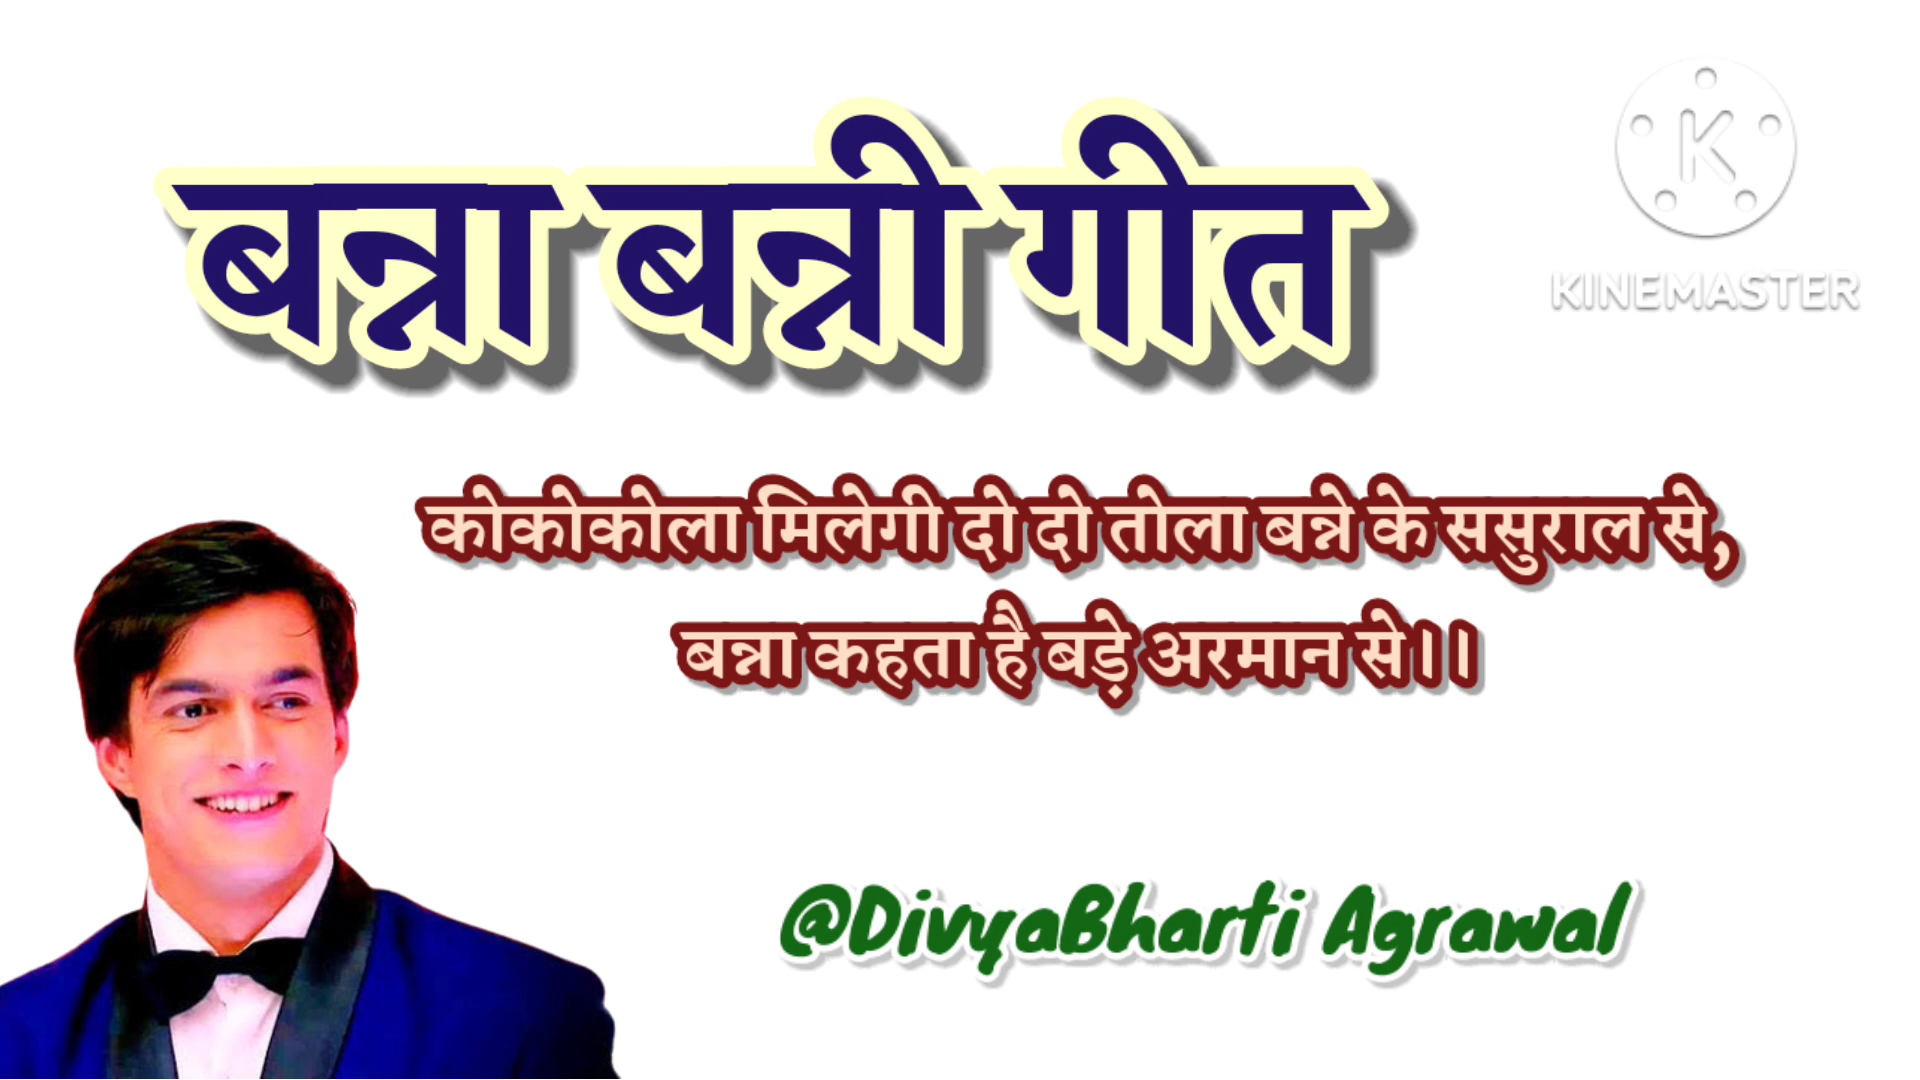 बन्ना बन्नी गीत
K
KINEMASTER
कोकोकोला मिलेगी दो दो तोला बन्ने के ससुराल से,
बन्ना कहता है बड़े अरमान से।।
@DivyaBharti Agrawal